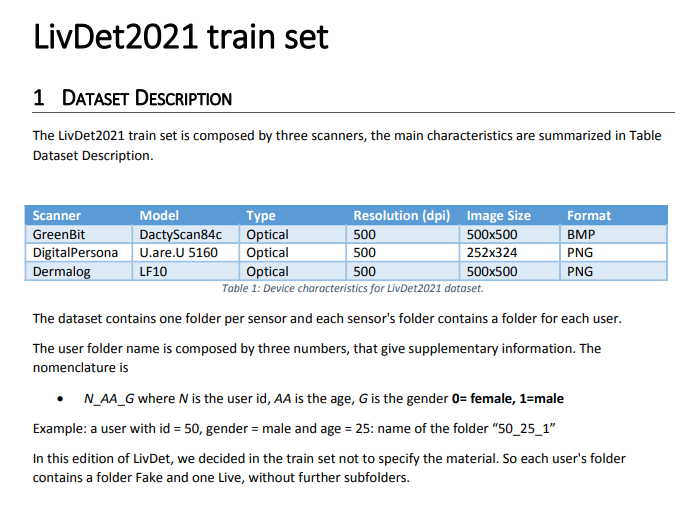 LivDet2021 train set
1 DATASET DESCRIPTION
The LivDet2021 train set is composed by three scanners, the main characteristics are summarized in Table
Dataset Description.
Scanner Model Type Resolution (dpi) Image Size Format
GreenBit DactyScan84c Optical 500 500x500 BMP
DigitalPersona U.are.U 5160 Optical 500 252x324 PNG
Dermalog LF10 Optical 500 500x500 PNG
Table 1: Device characteristics for LivDet2021 dataset.
The dataset contains one folder per sensor and each sensor's folder contains a folder for each user.
The user folder name is composed by three numbers, that give supplementary information. The
nomenclature is
• N_AA_G where N is the user id, AA is the age, G is the gender 0= female, 1=male
Example: a user with id = 50, gender = male and age = 25: name of the folder “50_25_1”
In this edition of LivDet, we decided in the train set not to specify the material. So each user's folder
contains a folder Fake and one Live, without further subfolders.